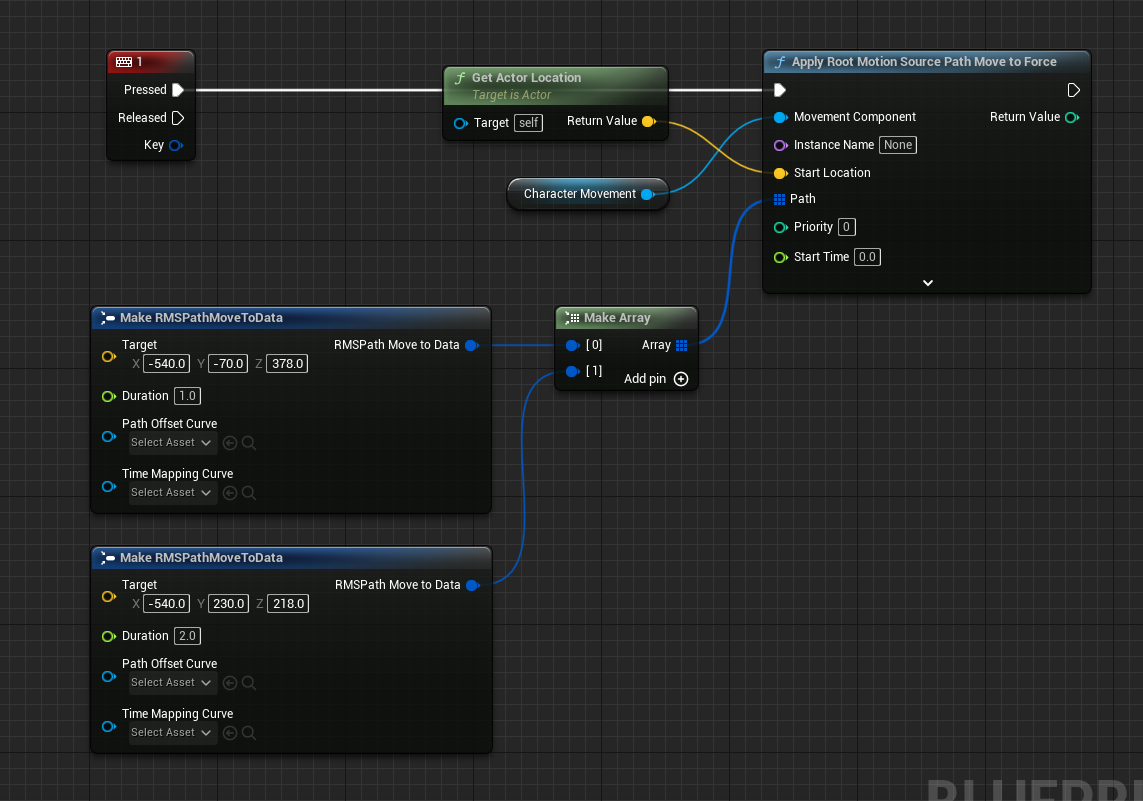 1
Pressed
Released
Key
Get Actor Location
Target is Actor
Target self Return Value
Character Movement
Apply Root Motion Source Path Move to Force
Movement Component Return Value
Instance Name None
Start Location
Path
Priority 0
Start Time 0.0
Make RMSPathMoveToData
Target RMSPath Move to Data
X -540.0 Y -70.0 Z 378.0
Duration 1.0
Path Offset Curve
Select Asset
Time Mapping Curve
Select Asset
Make Array
[0] Array
[1] Add pin
Make RMSPathMoveToData
Target RMSPath Move to Data
X -540.0 Y 230.0 Z 218.0
Duration 2.0
Path Offset Curve
Select Asset
Time Mapping Curve
Select Asset